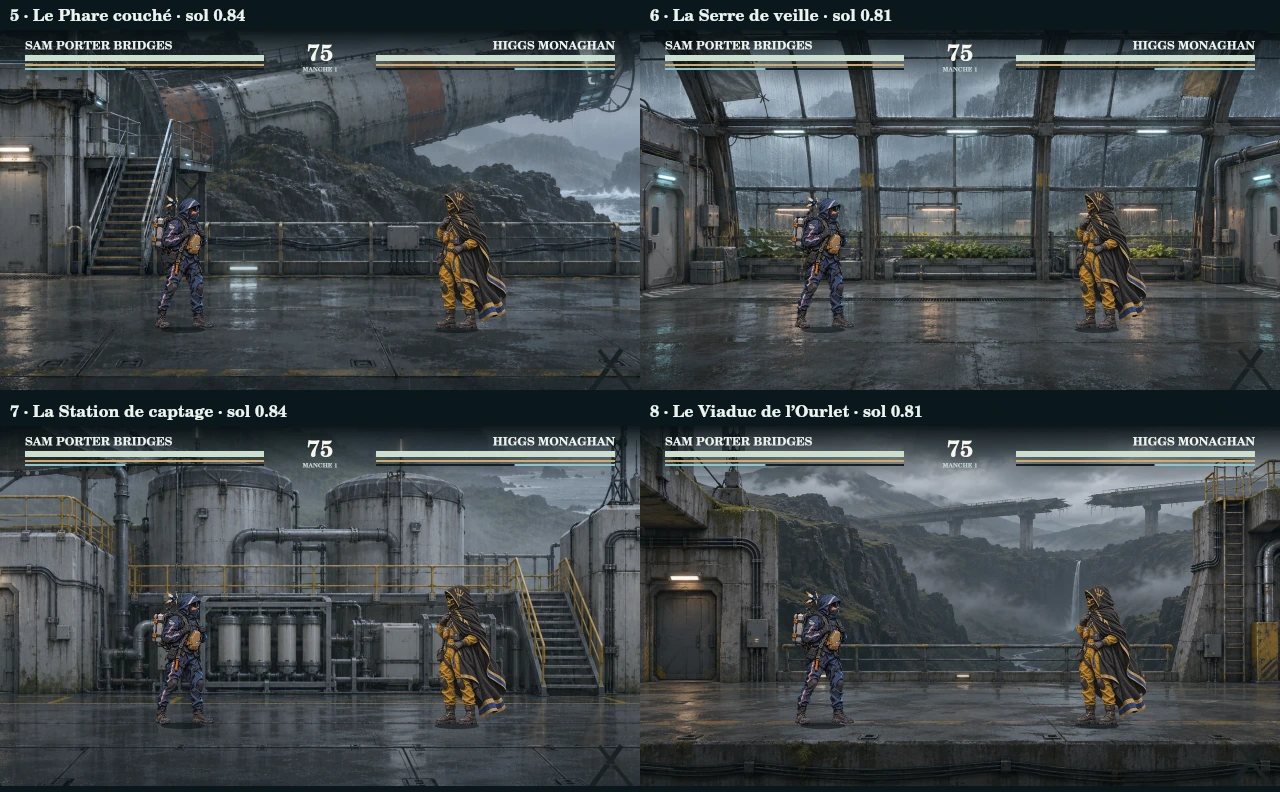 5 · Le Phare couché · sol 0.84
SAM PORTER BRIDGES
75
MANCHE 1
HIGGS MONAGHAN
6 · La Serre de veille · sol 0.81
SAM PORTER BRIDGES
75
MANCHE 1
HIGGS MONAGHAN
7 · La Station de captage · sol 0.84
SAM PORTER BRIDGES
75
MANCHE 1
HIGGS MONAGHAN
8 · Le Viaduc de l’Ourlet · sol 0.81
SAM PORTER BRIDGES
75
MANCHE 1
HIGGS MONAGHAN